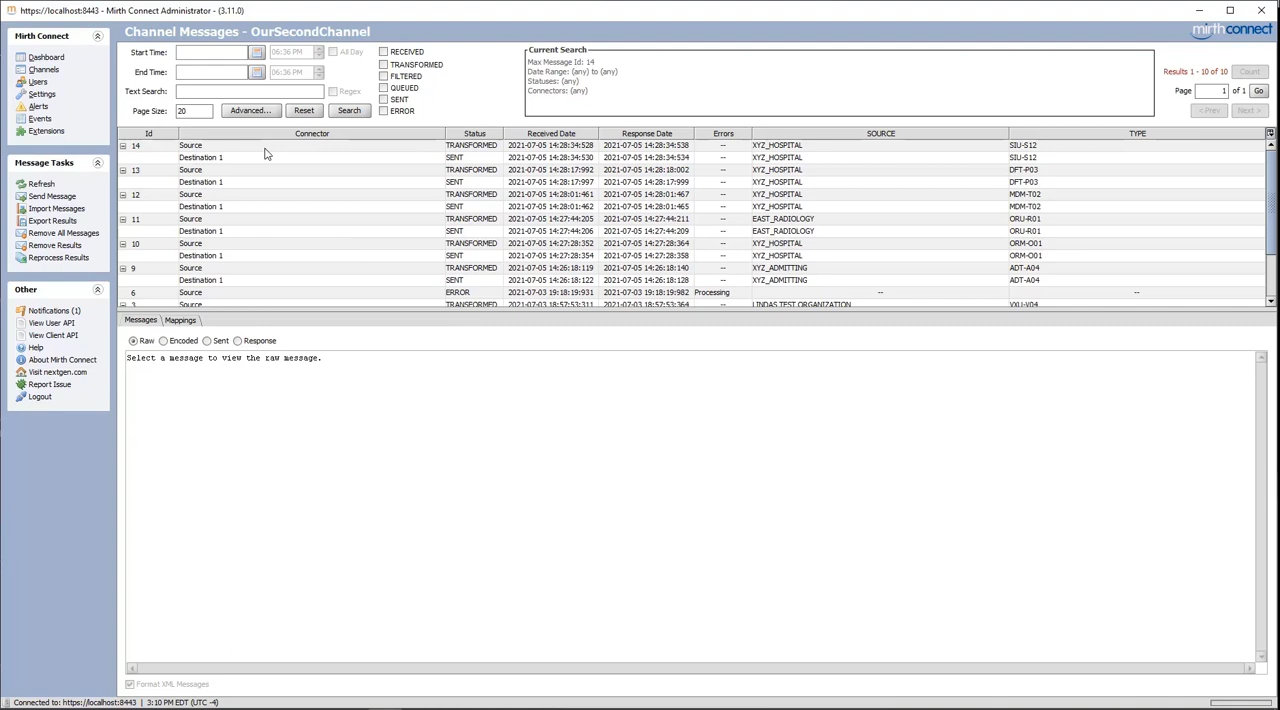 https://localhost:8443 - Mirth Connect Administrator - (3.11.0)
Mirth Connect
Dashboard
Channels
Users
Settings
Alerts
Events
Extensions
Message Tasks
Refresh
Send Message
Import Messages
Export Results
Remove All Messages
Remove Results
Reprocess Results
Other
Notifications (1)
View User API
View Client API
Help
About Mirth Connect
Visit nextgen.com
Report Issue
Logout
Channel Messages - OurSecondChannel
mirth connect
Start Time: 06:36 PM All Day
End Time: 06:36 PM
Text Search: Regex
Page Size: 20 Advanced... Reset Search
RECEIVED
TRANSFORMED
FILTERED
QUEUED
SENT
ERROR
Current Search
Max Message Id: 14
Date Range: (any) to (any)
Statuses: (any)
Connectors: (any)
Results 1 - 10 of 10 Count
Page 1 of 1 Go
< Prev Next >
Id Connector Status Received Date Response Date Errors SOURCE TYPE
14 Source TRANSFORMED 2021-07-05 14:28:34:528 2021-07-05 14:28:34:538 -- XYZ_HOSPITAL SIU-S12
Destination 1 SENT 2021-07-05 14:28:34:530 2021-07-05 14:28:34:534 -- XYZ_HOSPITAL SIU-S12
13 Source TRANSFORMED 2021-07-05 14:28:17:992 2021-07-05 14:28:18:002 -- XYZ_HOSPITAL DFT-P03
Destination 1 SENT 2021-07-05 14:28:17:997 2021-07-05 14:28:17:999 -- XYZ_HOSPITAL DFT-P03
12 Source TRANSFORMED 2021-07-05 14:28:01:461 2021-07-05 14:28:01:467 -- XYZ_HOSPITAL MDM-T02
Destination 1 SENT 2021-07-05 14:28:01:462 2021-07-05 14:28:01:465 -- XYZ_HOSPITAL MDM-T02
11 Source TRANSFORMED 2021-07-05 14:27:44:205 2021-07-05 14:27:44:211 -- EAST_RADIOLOGY ORU-R01
Destination 1 SENT 2021-07-05 14:27:44:206 2021-07-05 14:27:44:209 -- EAST_RADIOLOGY ORU-R01
10 Source TRANSFORMED 2021-07-05 14:27:28:352 2021-07-05 14:27:28:364 -- XYZ_HOSPITAL ORM-O01
Destination 1 SENT 2021-07-05 14:27:28:354 2021-07-05 14:27:28:358 -- XYZ_HOSPITAL ORM-O01
9 Source TRANSFORMED 2021-07-05 14:26:18:119 2021-07-05 14:26:18:140 -- XYZ_ADMITTING ADT-A04
Destination 1 SENT 2021-07-05 14:26:18:122 2021-07-05 14:26:18:128 -- XYZ_ADMITTING ADT-A04
6 Source ERROR 2021-07-03 19:18:19:931 2021-07-03 19:18:19:982 Processing -- --
3 Source TRANSFORMED 2021-07-03 18:57:53:311 2021-07-03 18:57:53:364 -- LINDAS TEST ORGANIZATION VXU-V04
Messages Mappings
Raw Encoded Sent Response
Select a message to view the raw message.
Format XML Messages
Connected to: https://localhost:8443 | 3:10 PM EDT (UTC -4)